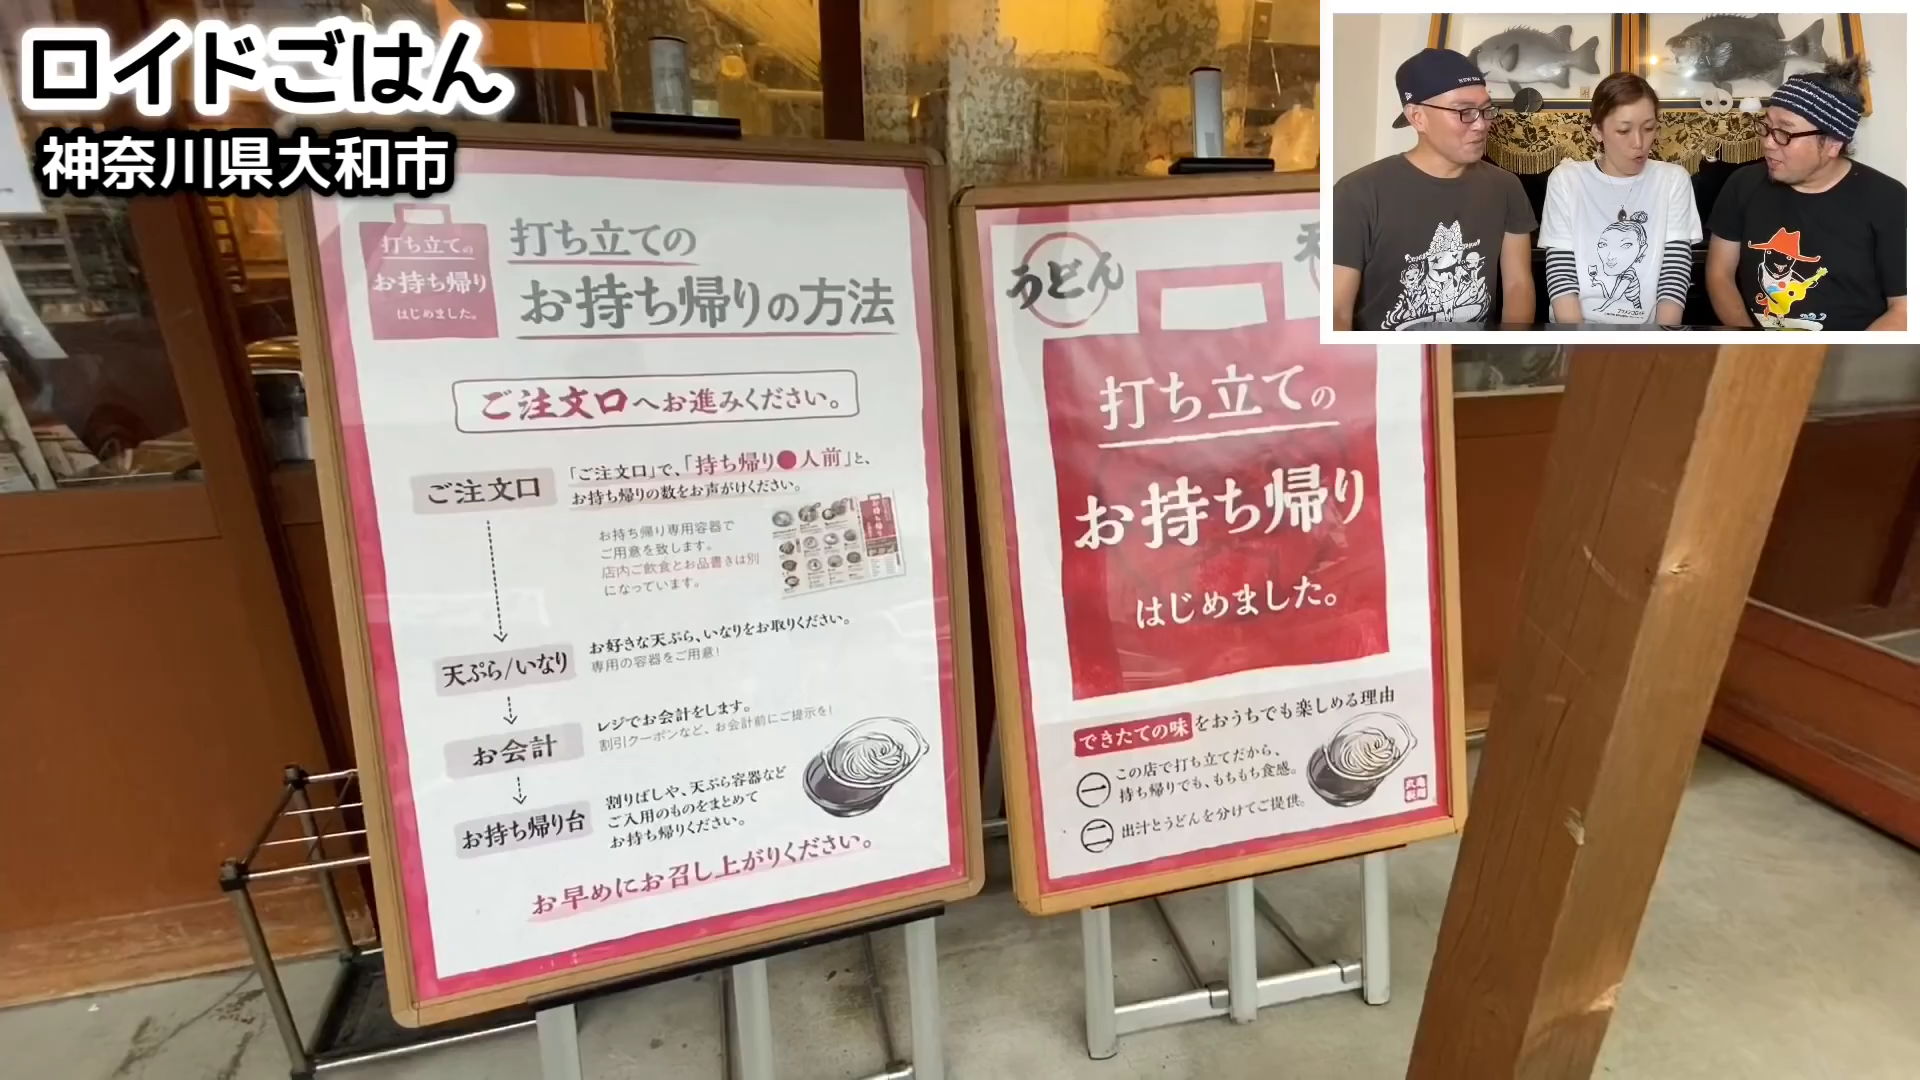 ロイドごはん
神奈川県大和市
打ち立ての
お持ち帰り
はじめました。
打ち立ての
お持ち帰りの方法
ご注文口へお進みください。
ご注文口
「ご注文口」で、「持ち帰り●人前」と、
お持ち帰りの数をお声がけください。
お持ち帰り専用容器で
ご用意を致します。
店内ご飲食とお品書きは別
になっています。
天ぷら/いなり
お好きな天ぷら、いなりをお取りください。
専用の容器をご用意!
お会計
レジでお会計をします。
割引クーポンなど、お会計前にご提示を!
お持ち帰り台
割りばしや、天ぷら容器など
ご入用のものをまとめて
お持ち帰りください。
お早めにお召し上がりください。
うどん
打ち立ての
お持ち帰り
はじめました。
できたての味をおうちでも楽しめる理由
一 この店で打ち立てだから、
持ち帰りでも、もちもち食感。
二 出汁とうどんを分けてご提供。